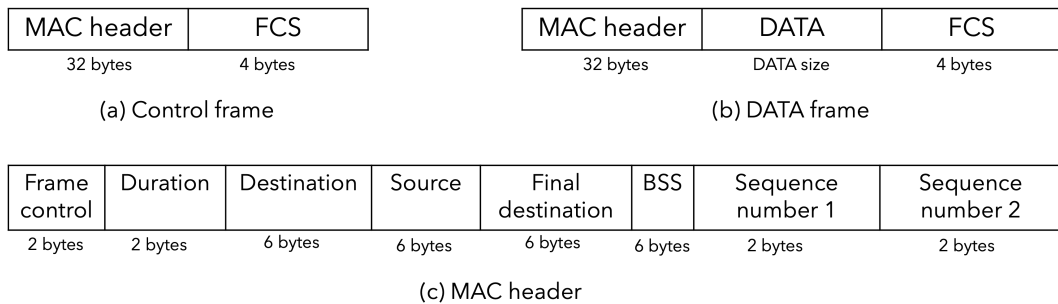 MAC header FCS
32 bytes 4 bytes
(a) Control frame
MAC header DATA FCS
32 bytes DATA size 4 bytes
(b) DATA frame
Frame control Duration Destination Source Final destination BSS Sequence number 1 Sequence number 2
2 bytes 2 bytes 6 bytes 6 bytes 6 bytes 6 bytes 2 bytes 2 bytes
(c) MAC header